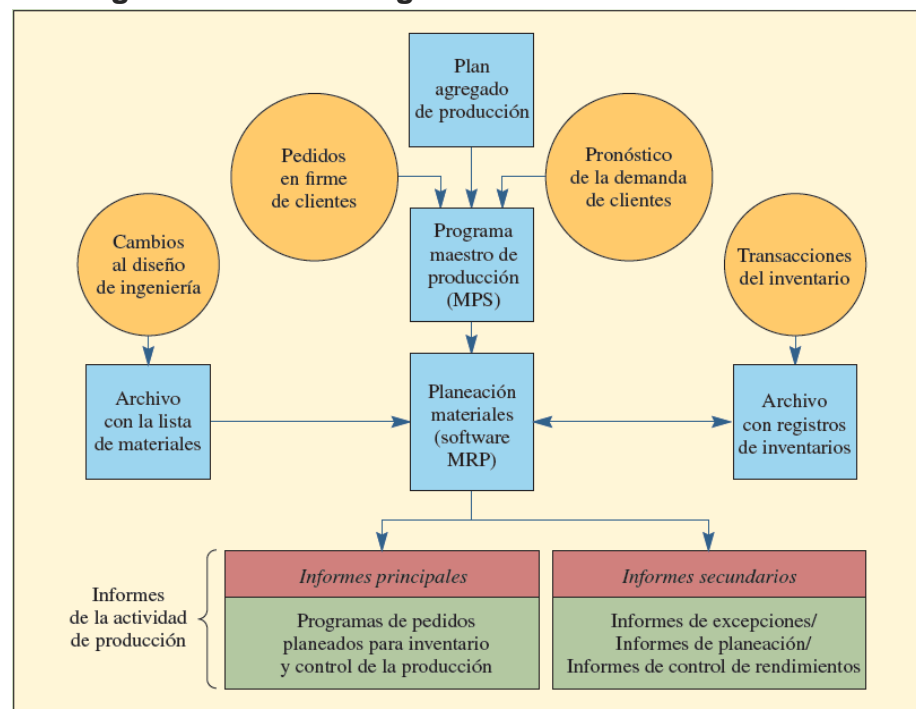 Plan
agregado
de producción
Pedidos
en firme
de clientes
Pronóstico
de la demanda
de clientes
Cambios
al diseño
de ingeniería
Programa
maestro de
producción
(MPS)
Transacciones
del inventario
Archivo
con la lista
de materiales
Planeación
materiales
(software
MRP)
Archivo
con registros
de inventarios
Informes
de la actividad
de producción
Informes principales
Programas de pedidos
planeados para inventario
y control de la producción
Informes secundarios
Informes de excepciones/
Informes de planeación/
Informes de control de rendimientos